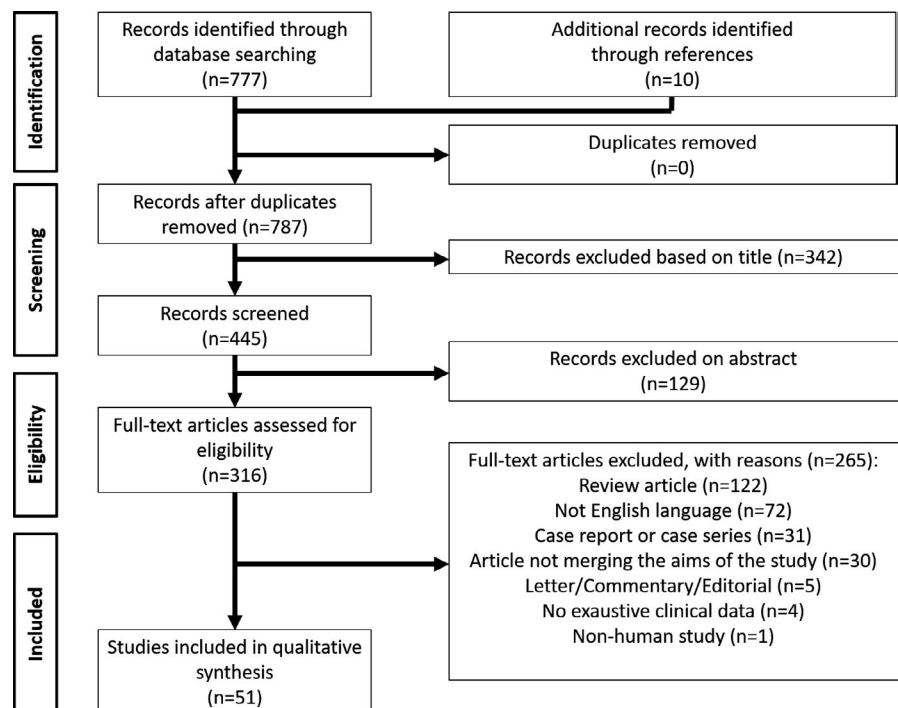 Identification
Records identified through
database searching
(n=777)
Additional records identified
through references
(n=10)
Duplicates removed
(n=0)
Screening
Records after duplicates
removed (n=787)
Records excluded based on title (n=342)
Records screened
(n=445)
Records excluded on abstract
(n=129)
Eligibility
Full-text articles assessed for
eligibility
(n=316)
Full-text articles excluded, with reasons (n=265):
Review article (n=122)
Not English language (n=72)
Case report or case series (n=31)
Article not merging the aims of the study (n=30)
Letter/Commentary/Editorial (n=5)
No exaustive clinical data (n=4)
Non-human study (n=1)
Included
Studies included in qualitative
synthesis
(n=51)